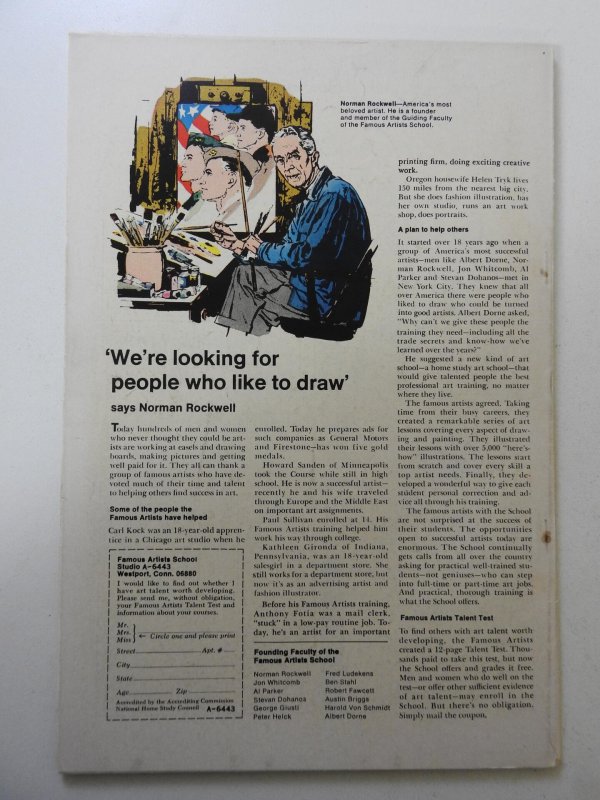 Norman Rockwell—America's most
beloved artist. He is a founder
and member of the Guiding Faculty
of the Famous Artists School.
'We're looking for
people who like to draw'
says Norman Rockwell
Today hundreds of men and women
who never thought they could be art-
ists are working at easels and drawing
boards, making pictures and getting
well paid for it. They all can thank a
group of famous artists who have de-
voted much of their time and talent
to helping others find success in art.
Some of the people the
Famous Artists have helped
Carl Kock was an 18-year-old appren-
tice in a Chicago art studio when he
enrolled. Today he prepares ads for
such companies as General Motors
and Firestone—has won five gold
medals.
Howard Sanden of Minneapolis
took the Course while still in high
school. He is now a successful artist—
recently he and his wife traveled
through Europe and the Middle East
on important art assignments.
Paul Sullivan enrolled at 14. His
Famous Artists training helped him
work his way through college.
Kathleen Gironda of Indiana,
Pennsylvania, was an 18-year-old
salesgirl in a department store. She
still works for a department store, but
now it's as an advertising artist and
fashion illustrator.
Before his Famous Artists training,
Anthony Fotia was a mail clerk,
"stuck" in a low-pay routine job. To-
day, he's an artist for an important
printing firm, doing exciting creative
work.
Oregon housewife Helen Tryk lives
150 miles from the nearest big city.
But she does fashion illustration, has
her own studio, runs an art work
shop, does portraits.
A plan to help others
It started over 18 years ago when a
group of America's most successful
artists—men like Albert Dorne, Nor-
man Rockwell, Jon Whitcomb, Al
Parker and Stevan Dohanos—met in
New York City. They knew that all
over America there were people who
liked to draw who could be turned
into good artists. Albert Dorne asked,
"Why can't we give these people the
training they need—including all the
trade secrets and know-how we've
learned over the years?"
He suggested a new kind of art
school—a home study art school—that
would give talented people the best
professional art training, no matter
where they live.
The famous artists agreed. Taking
time from their busy careers, they
created a remarkable series of art
lessons covering every aspect of draw-
ing and painting. They illustrated
their lessons with over 5,000 "here's-
how" illustrations. The lessons start
from scratch and cover every skill a
top artist needs. Finally, they de-
veloped a wonderful way to give each
student personal correction and ad-
vice all through his training.
The famous artists with the School
are not surprised at the success of
their students. The opportunities
open to successful artists today are
enormous. The School continually
gets calls from all over the country
asking for practical well-trained stu-
dents—not geniuses—who can step
into full-time or part-time art jobs.
And practical, thorough training is
what the School offers.
Famous Artists Talent Test
To find others with art talent worth
developing, the Famous Artists
created a 12-page Talent Test. Thou-
sands paid to take this test, but now
the School offers and grades it free.
Men and women who do well on the
test—or offer other sufficient evidence
of art talent—may enroll in the
School. But there's no obligation.
Simply mail the coupon.
Famous Artists School
Studio A-6443
Westport, Conn. 06880
I would like to find out whether I
have art talent worth developing.
Please send me, without obligation,
your Famous Artists Talent Test and
information about your courses.
Mr.
Mrs.
Miss
Circle one and please print
Street Apt. #
City
State
Age Zip
Accredited by the Accrediting Commission
National Home Study Council A-6443
Founding Faculty of the
Famous Artists School
Norman Rockwell
Jon Whitcomb
Al Parker
Stevan Dohanos
George Giusti
Peter Helck
Fred Ludekens
Ben Stahl
Robert Fawcett
Austin Briggs
Harold Von Schmidt
Albert Dorne